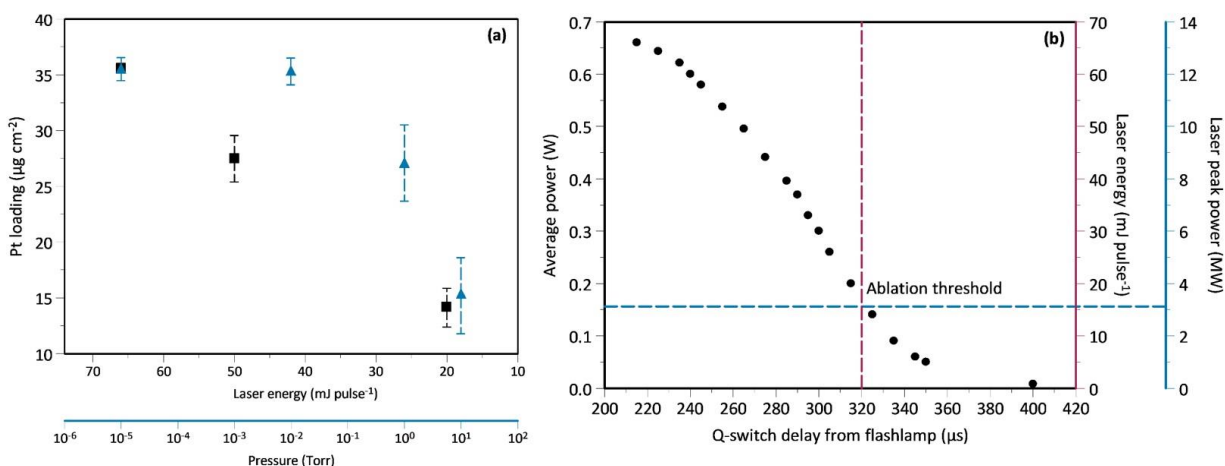 (a)
Pt loading (µg cm⁻²)
40
35
30
25
20
15
10
70 60 50 40 30 20 10
Laser energy (mJ pulse⁻¹)
10⁻⁶ 10⁻⁵ 10⁻⁴ 10⁻³ 10⁻² 10⁻¹ 10⁰ 10¹ 10²
Pressure (Torr)
(b)
Average power (W)
0.7
0.6
0.5
0.4
0.3
0.2
0.1
0.0
Ablation threshold
200 220 240 260 280 300 320 340 360 380 400 420
Q-switch delay from flashlamp (µs)
70
60
50
40
30
20
10
0
Laser energy (mJ pulse⁻¹)
14
12
10
8
6
4
2
0
Laser peak power (MW)